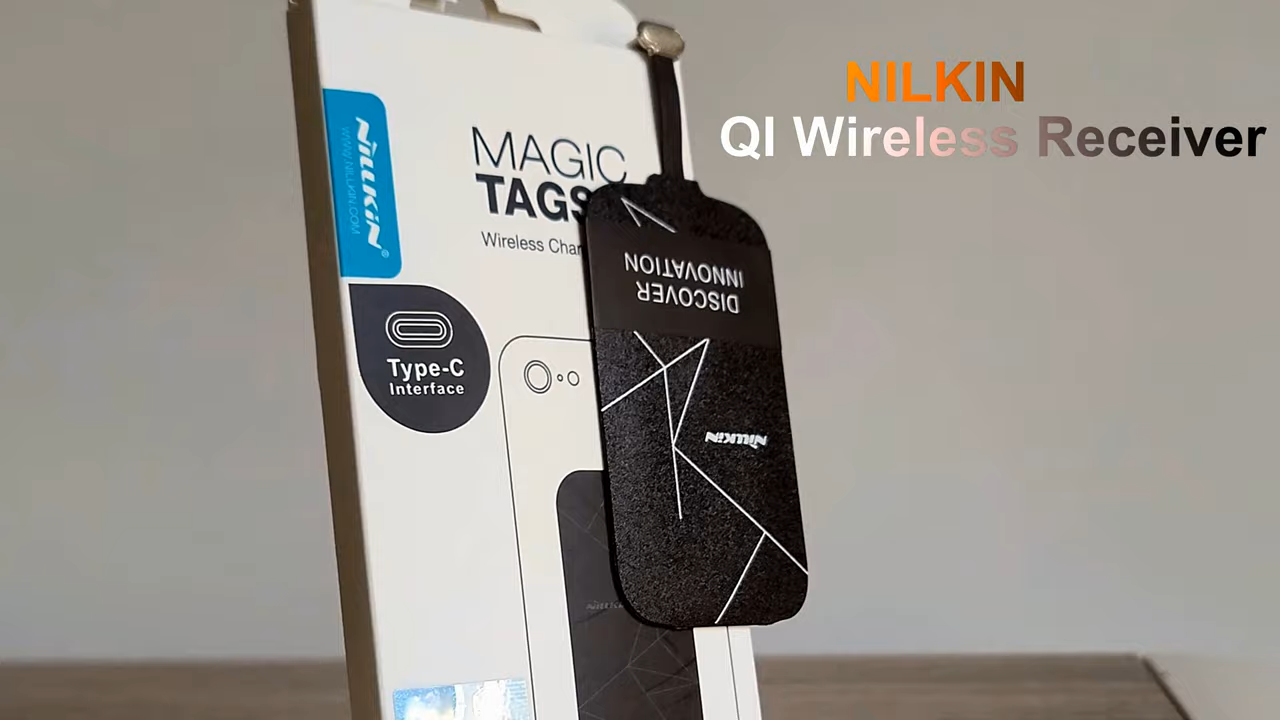 NILKIN
QI Wireless Receiver
NiLLKiN®
WWW.NILLKIN.COM
MAGIC
TAGS
Wireless Char
Type-C
Interface
DISCOVER
INNOVATION
NiLLKiN